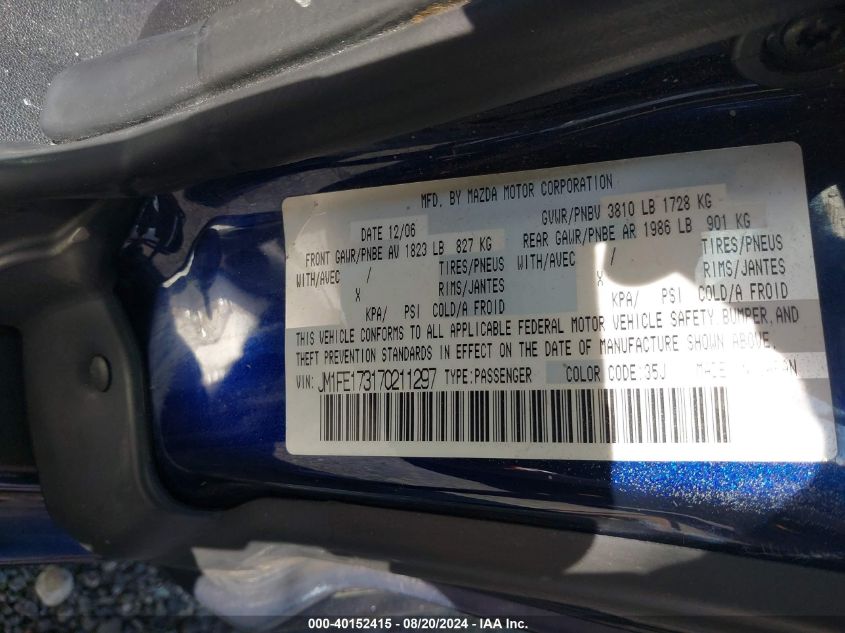 MFD. BY MAZDA MOTOR CORPORATION
DATE 12/06 GVWR/PNBV 3810 LB 1728 KG
FRONT GAWR/PNBE AV 1823 LB 827 KG REAR GAWR/PNBE AR 1986 LB 901 KG
WITH/AVEC / TIRES/PNEUS WITH/AVEC / TIRES/PNEUS
X RIMS/JANTES X RIMS/JANTES
KPA/ PSI COLD/A FROID KPA/ PSI COLD/A FROID
THIS VEHICLE CONFORMS TO ALL APPLICABLE FEDERAL MOTOR VEHICLE SAFETY, BUMPER, AND
THEFT PREVENTION STANDARDS IN EFFECT ON THE DATE OF MANUFACTURE SHOWN ABOVE.
VIN: JM1FE173170211297 TYPE:PASSENGER COLOR CODE:35J MADE IN JAPAN
000-40152415 - 08/20/2024 - IAA, Inc.